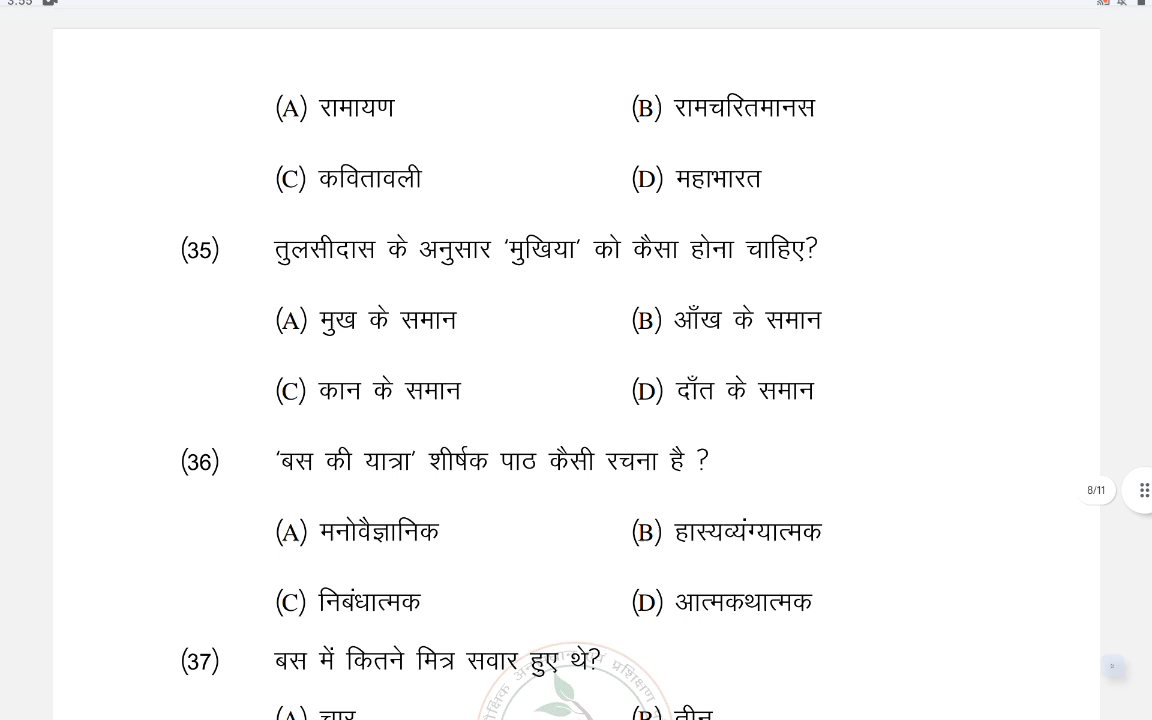 (A) रामायण (B) रामचरितमानस
(C) कवितावली (D) महाभारत
(35) तुलसीदास के अनुसार ‘मुखिया’ को कैसा होना चाहिए?
(A) मुख के समान (B) आँख के समान
(C) कान के समान (D) दाँत के समान
(36) ‘बस की यात्रा’ शीर्षक पाठ कैसी रचना है ?
8/11
(A) मनोवैज्ञानिक (B) हास्यव्यंग्यात्मक
(C) निबंधात्मक (D) आत्मकथात्मक
(37) बस में कितने मित्र सवार हुए थे?
(A) चार (B) तीन